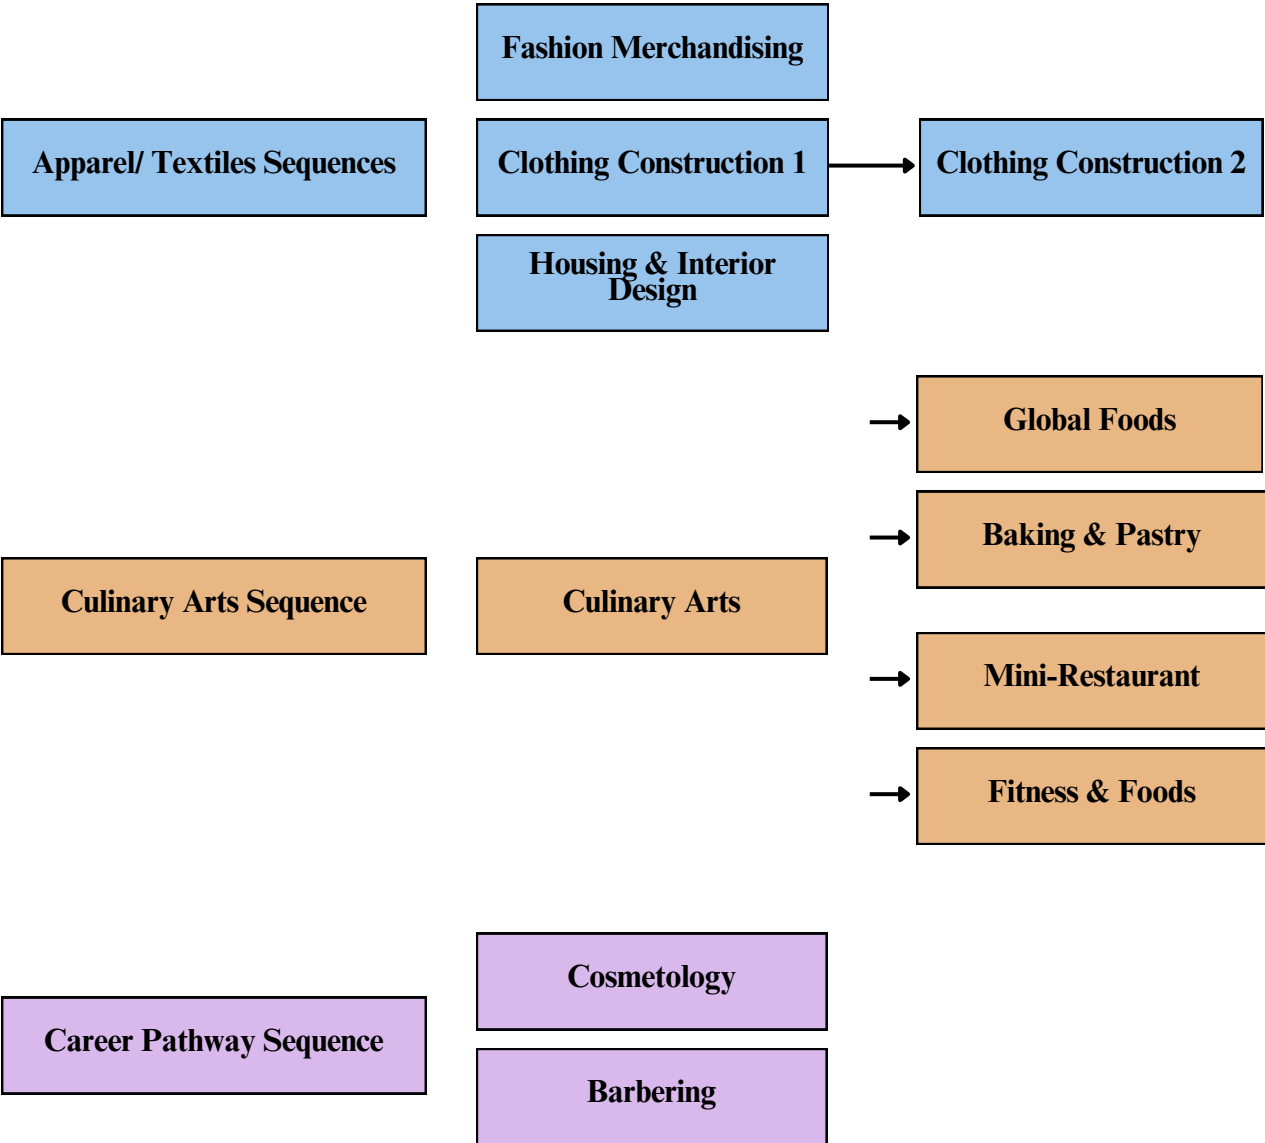 Fashion Merchandising
Apparel/ Textiles Sequences
Clothing Construction 1
Clothing Construction 2
Housing & Interior
Design
Global Foods
Baking & Pastry
Culinary Arts Sequence
Culinary Arts
Mini-Restaurant
Fitness & Foods
Cosmetology
Career Pathway Sequence
Barbering